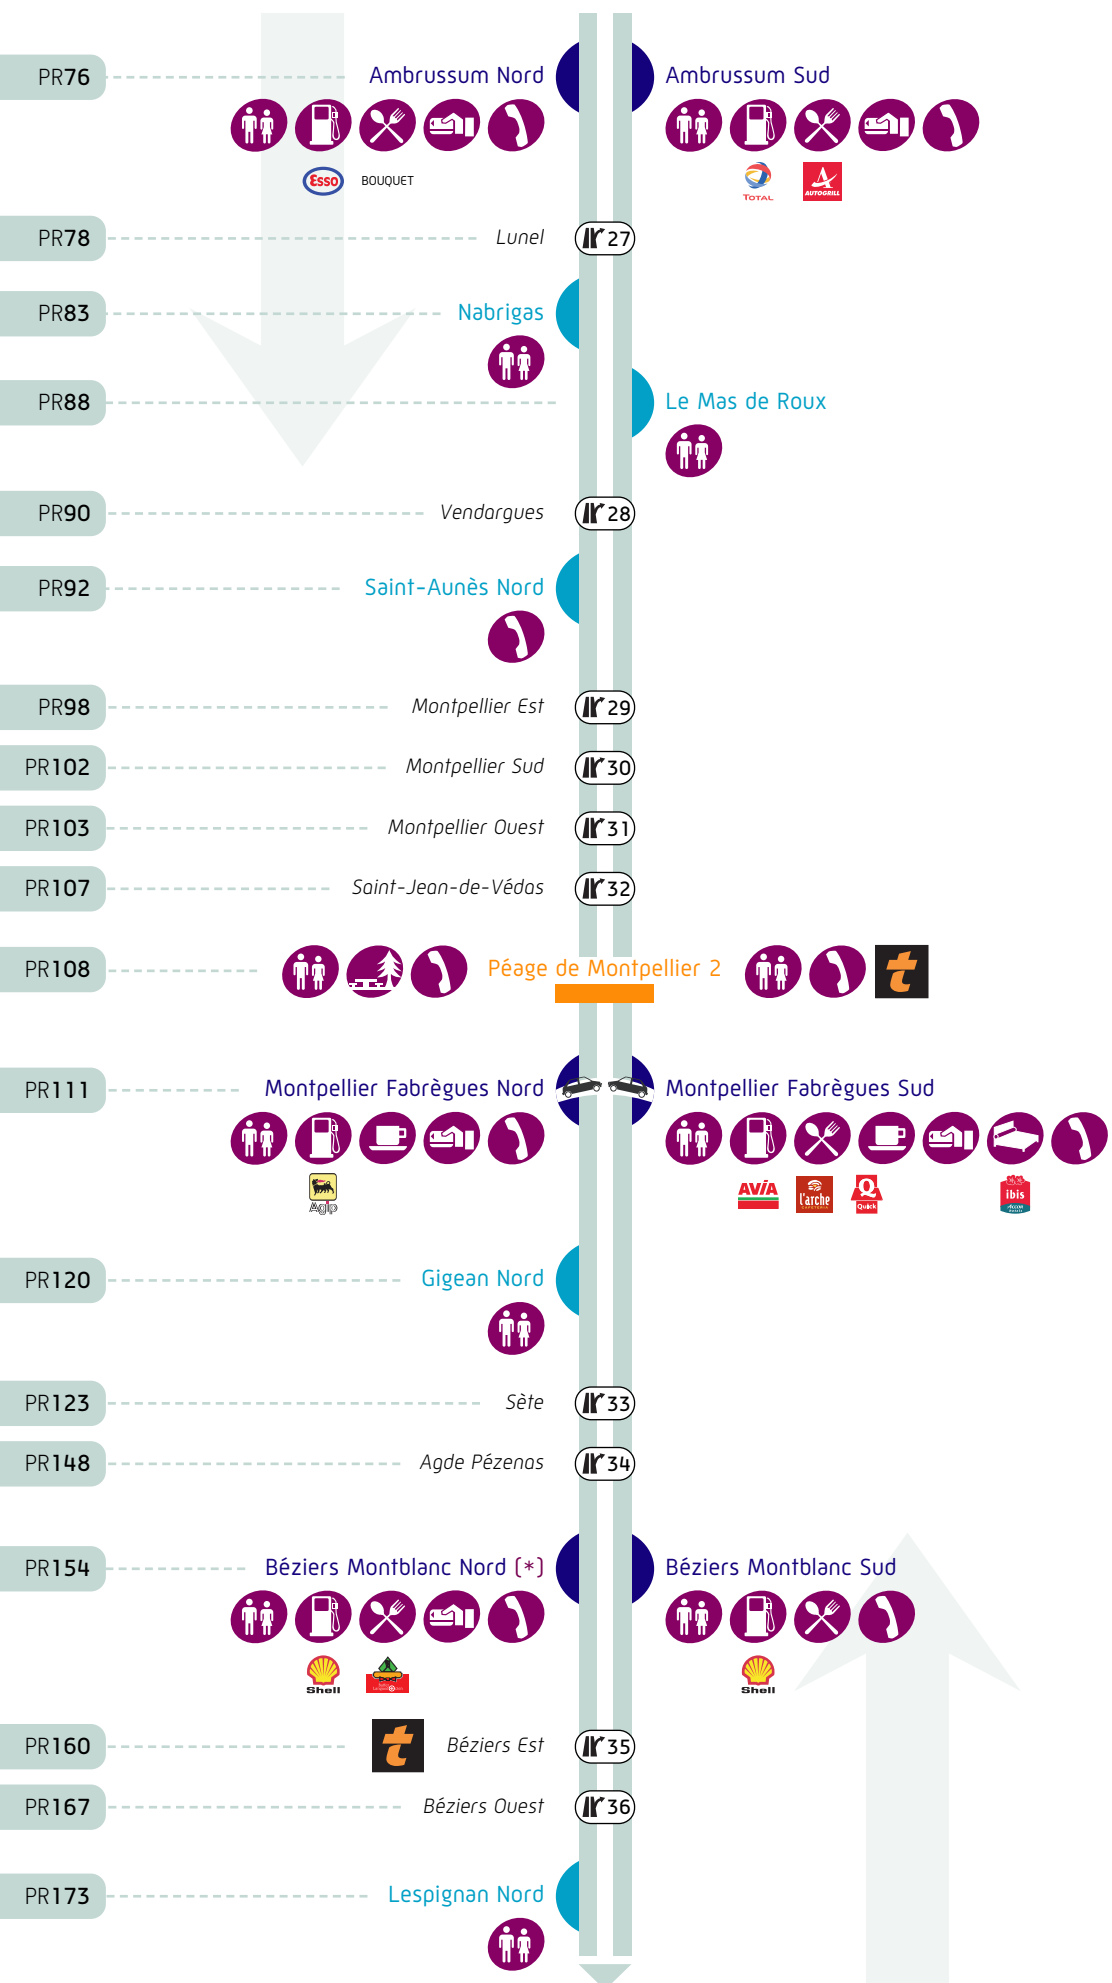 PR76
Ambrussum Nord
Ambrussum Sud
Esso
BOUQUET
TOTAL
AUTOGRILL
PR78
Lunel
27
PR83
Nabrigas
PR88
Le Mas de Roux
PR90
Vendargues
28
PR92
Saint-Aunès Nord
PR98
Montpellier Est
29
PR102
Montpellier Sud
30
PR103
Montpellier Ouest
31
PR107
Saint-Jean-de-Védas
32
PR108
Péage de Montpellier 2
t
PR111
Montpellier Fabrègues Nord
Montpellier Fabrègues Sud
Agip
AVIA
l'arche
CAFETERIA
Q
Quick
ibis
ACCOR
hotels
PR120
Gigean Nord
PR123
Sète
33
PR148
Agde Pézenas
34
PR154
Béziers Montblanc Nord (*)
Béziers Montblanc Sud
Shell
Shell
PR160
t
Béziers Est
35
PR167
Béziers Ouest
36
PR173
Lespignan Nord